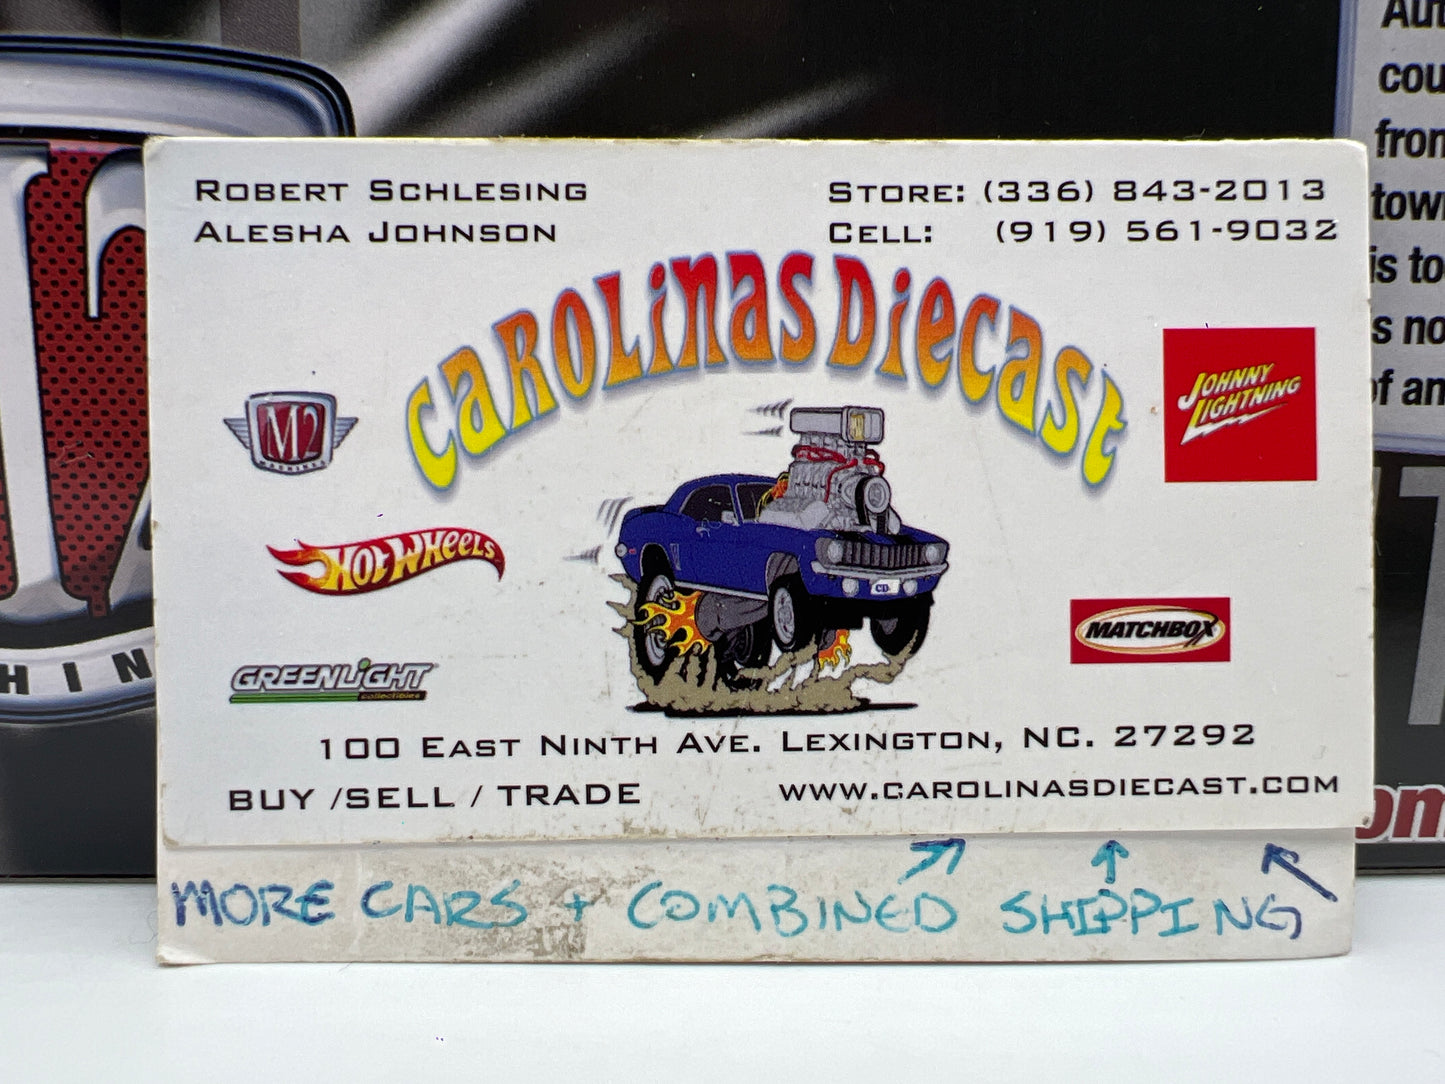 ROBERT SCHLESING
ALESHA JOHNSON
STORE: (336) 843-2013
CELL: (919) 561-9032
CAROLINAS DIECAST
M2
MACHINES
JOHNNY
LIGHTNING
HOT WHEELS
MATCHBOX
GREENLIGHT
collectibles
100 EAST NINTH AVE. LEXINGTON, NC. 27292
BUY /SELL / TRADE
WWW.CAROLINASDIECAST.COM
MORE CARS + COMBINED SHIPPING